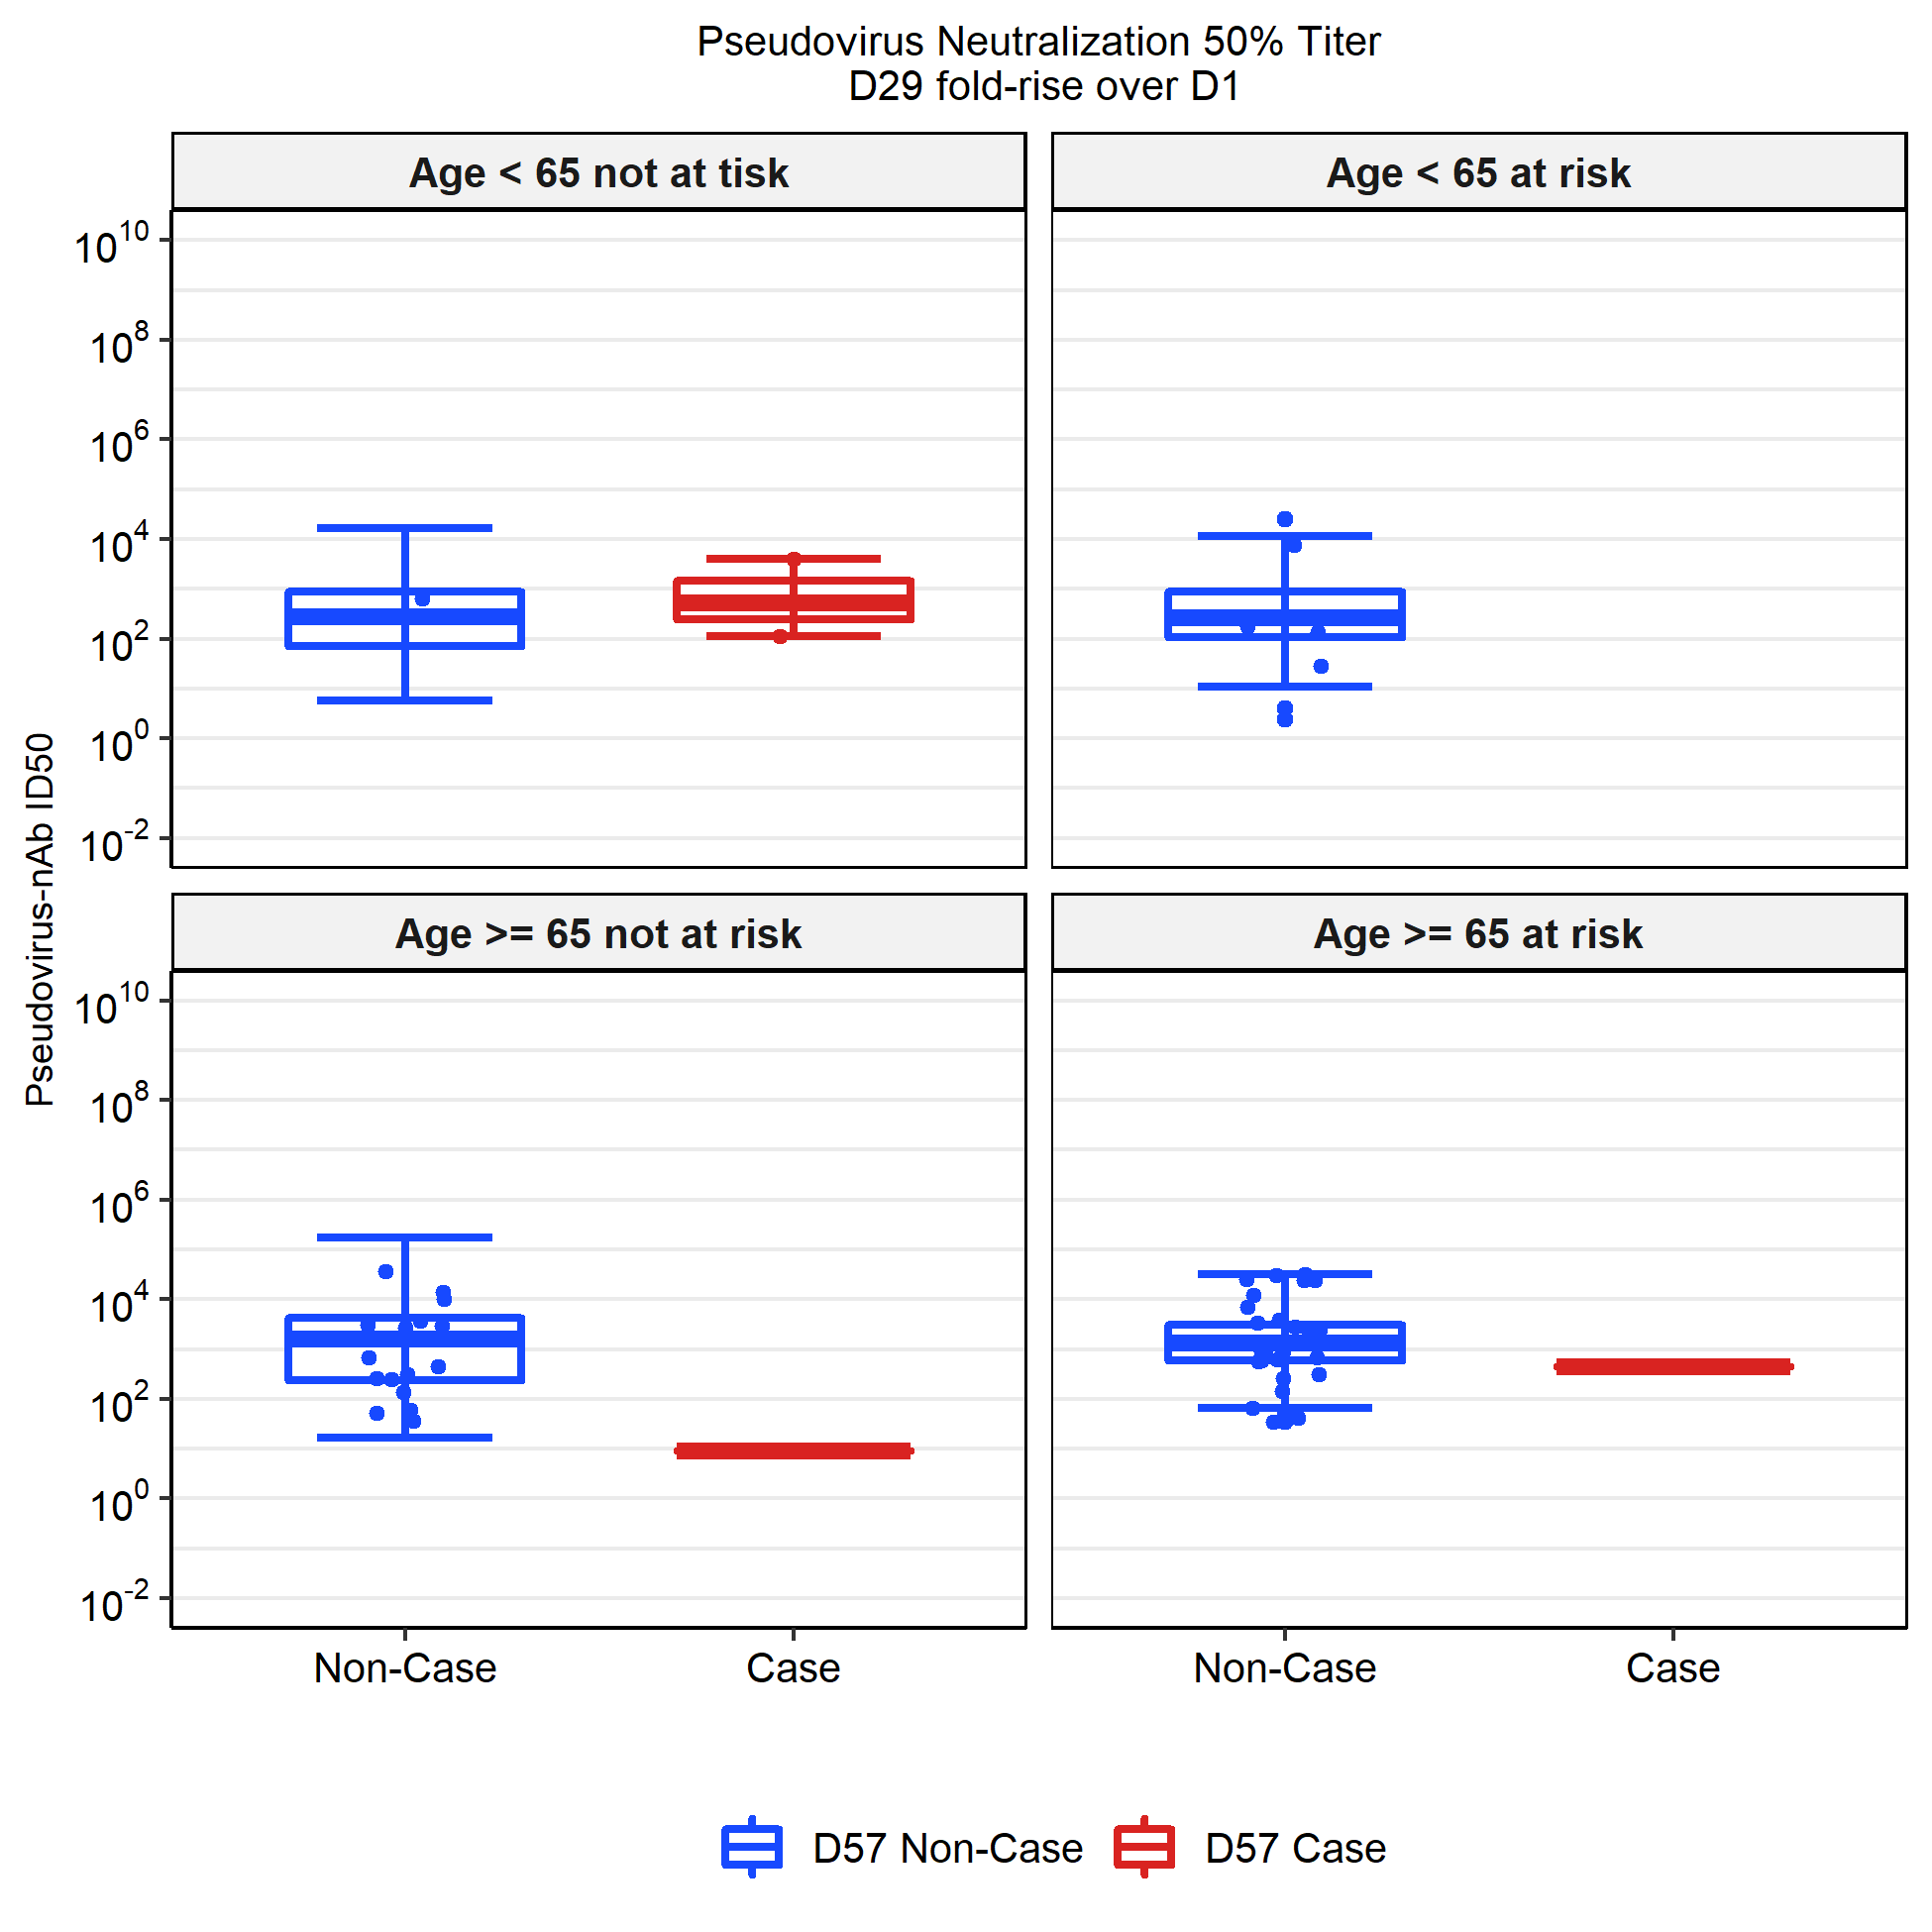 Pseudovirus Neutralization 50% Titer
D29 fold-rise over D1
Age < 65 not at tisk
Age < 65 at risk
10^10
10^8
10^6
10^4
10^2
10^0
10^-2
Pseudovirus-nAb ID50
Age >= 65 not at risk
Age >= 65 at risk
10^10
10^8
10^6
10^4
10^2
10^0
10^-2
Non-Case
Case
Non-Case
Case
D57 Non-Case
D57 Case